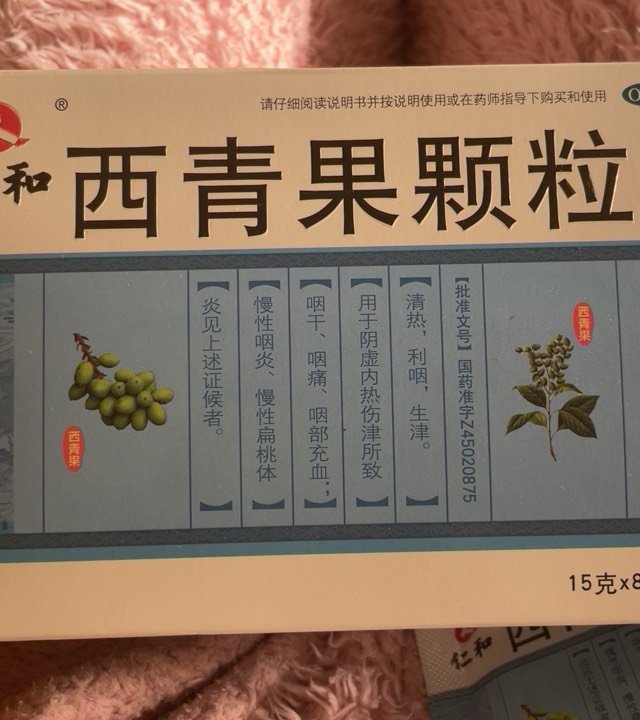 ®
请仔细阅读说明书并按说明使用或在药师指导下购买和使用
O
仁和
西青果颗粒
【批准文号】国药准字Z45020875
清热，利咽，生津。
用于阴虚内热伤津所致
咽干、咽痛、咽部充血；
慢性咽炎、慢性扁桃体
炎见上述证候者。
西青果
西青果
15克x8
仁和
西